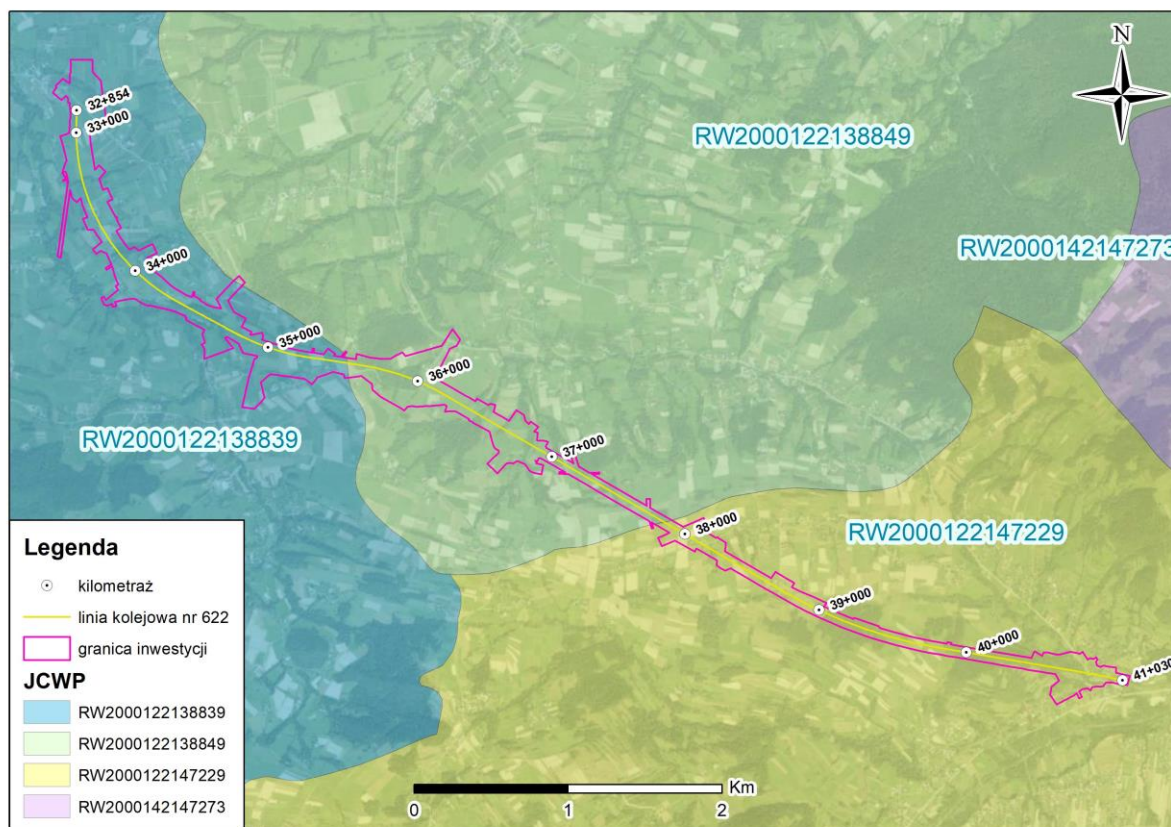 N
32+854
33+000
RW2000122138849
RW2000142147273
34+000
35+000
36+000
RW2000122138839
37+000
38+000
RW2000122147229
39+000
40+000
41+030
Legenda
kilometraż
linia kolejowa nr 622
granica inwestycji
JCWP
RW2000122138839
RW2000122138849
RW2000122147229
RW2000142147273
Km
0 1 2